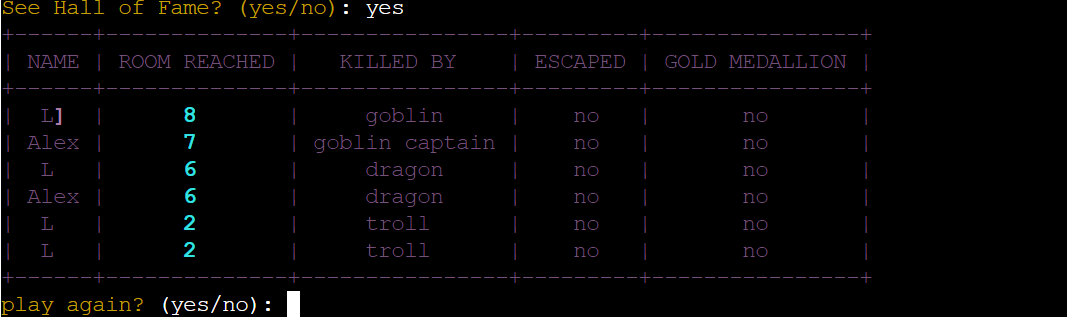 See Hall of Fame? (yes/no): yes
+------+--------------+-----------------+---------+----------------+
| NAME | ROOM REACHED |    KILLED BY    | ESCAPED | GOLD MEDALLION |
+------+--------------+-----------------+---------+----------------+
|  L]  |      8       |     goblin      |    no   |       no       |
| Alex |      7       |  goblin captain |    no   |       no       |
|  L   |      6       |     dragon      |    no   |       no       |
| Alex |      6       |     dragon      |    no   |       no       |
|  L   |      2       |     troll       |    no   |       no       |
|  L   |      2       |     troll       |    no   |       no       |
+------+--------------+-----------------+---------+----------------+
play again? (yes/no):